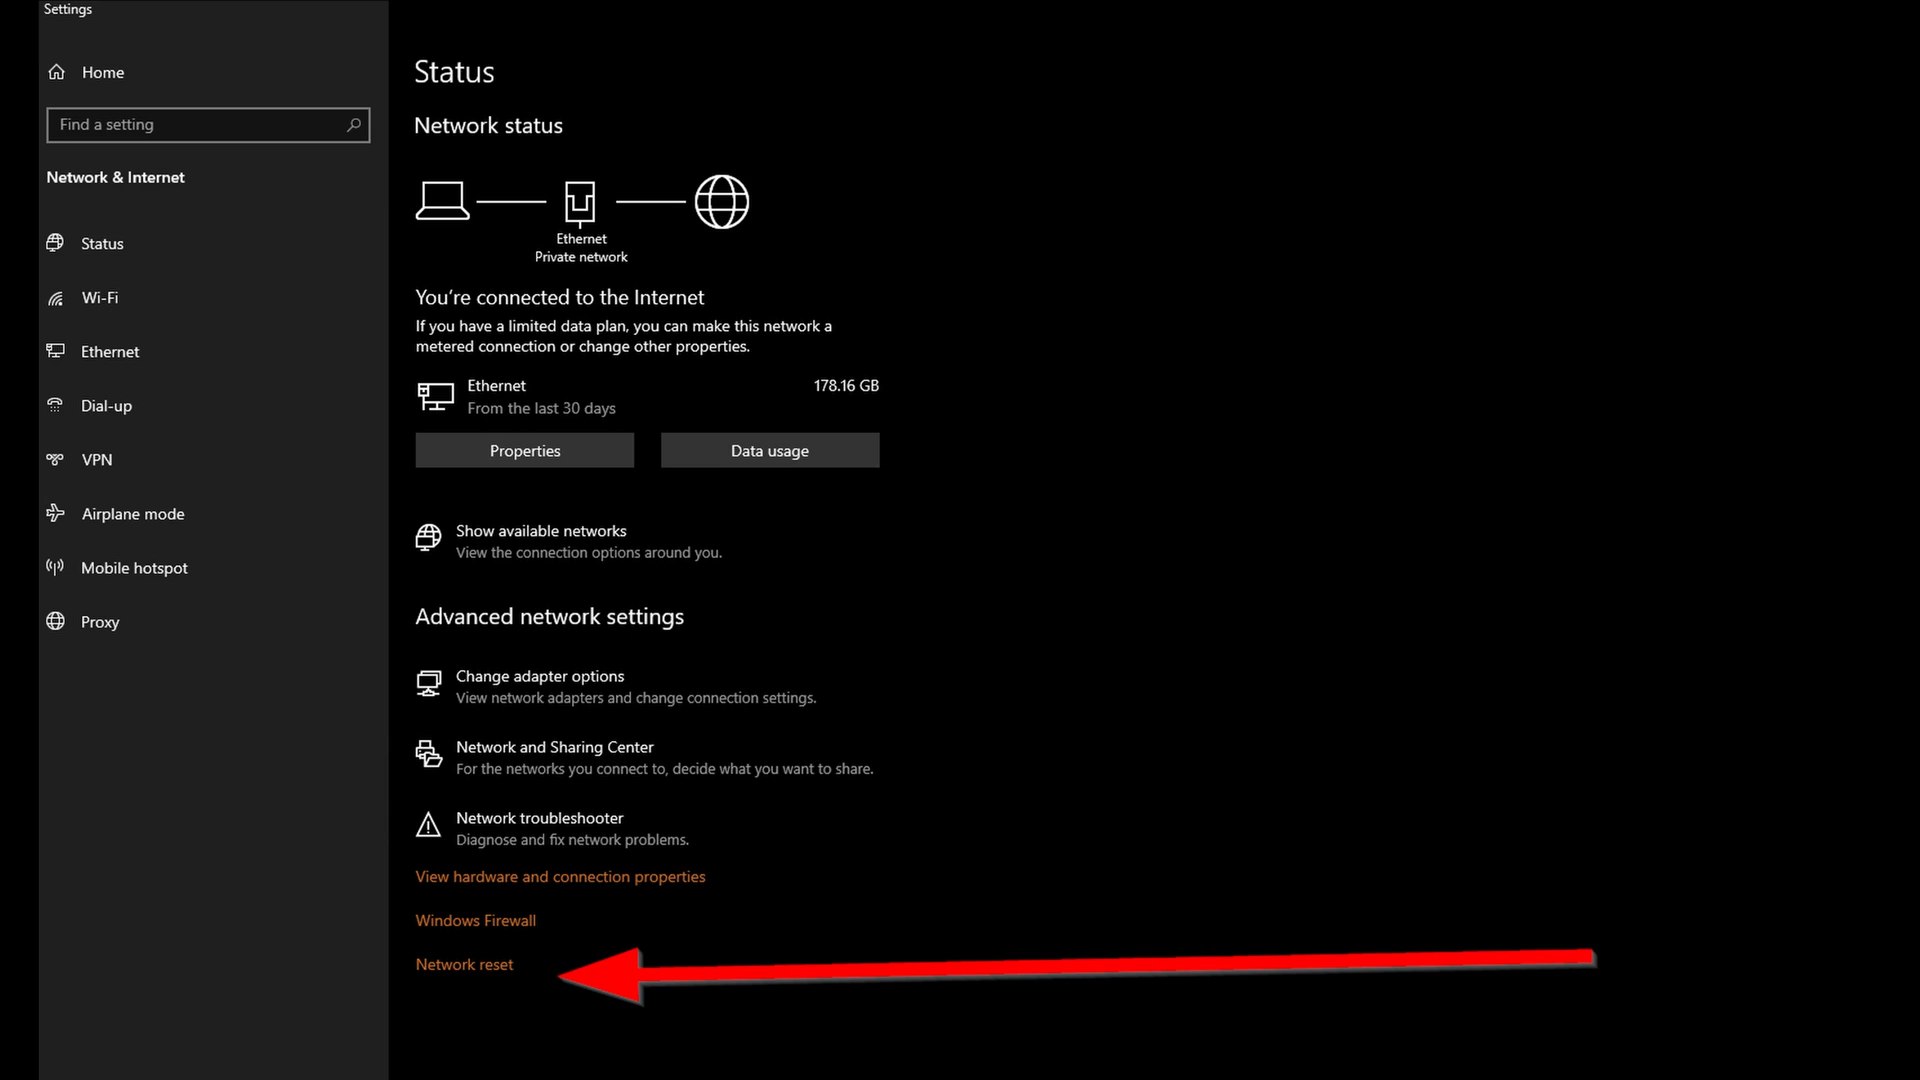 Settings
Home
Find a setting
Network & Internet
Status
Wi-Fi
Ethernet
Dial-up
VPN
Airplane mode
Mobile hotspot
Proxy
Status
Network status
Ethernet
Private network
You're connected to the Internet
If you have a limited data plan, you can make this network a
metered connection or change other properties.
Ethernet 178.16 GB
From the last 30 days
Properties Data usage
Show available networks
View the connection options around you.
Advanced network settings
Change adapter options
View network adapters and change connection settings.
Network and Sharing Center
For the networks you connect to, decide what you want to share.
Network troubleshooter
Diagnose and fix network problems.
View hardware and connection properties
Windows Firewall
Network reset